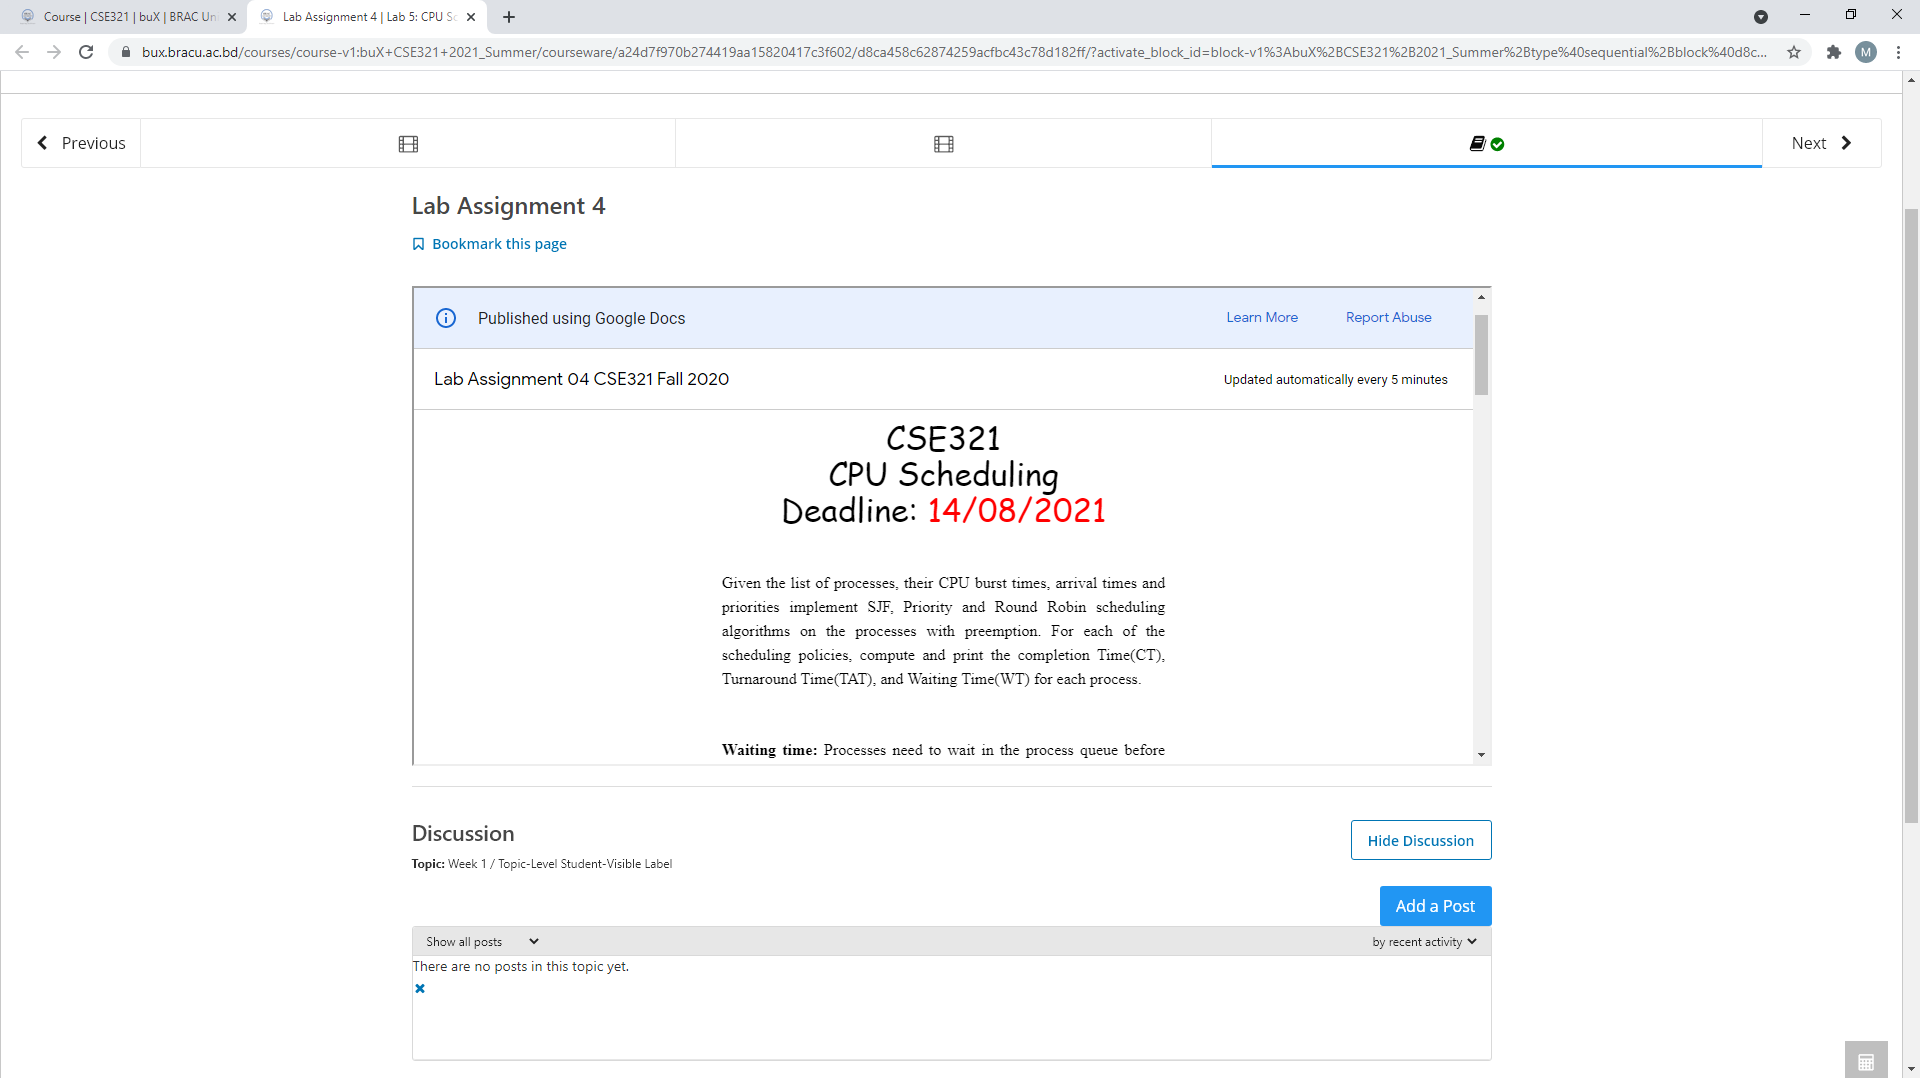 Course | CSE321 | buX | BRAC Un
Lab Assignment 4 | Lab 5: CPU Sc
bux.bracu.ac.bd/courses/course-v1:buX+CSE321+2021_Summer/courseware/a24d7f970b274419aa15820417c3f602/d8ca458c62874259acfbc43c78d182ff/?activate_block_id=block-v1%3AbuX%2BCSE321%2B2021_Summer%2Btype%40sequential%2Bblock%40d8c...
M
Previous
Next
Lab Assignment 4
Bookmark this page
Published using Google Docs
Learn More
Report Abuse
Lab Assignment 04 CSE321 Fall 2020
Updated automatically every 5 minutes
CSE321
CPU Scheduling
Deadline: 14/08/2021
Given the list of processes, their CPU burst times, arrival times and
priorities implement SJF, Priority and Round Robin scheduling
algorithms on the processes with preemption. For each of the
scheduling policies, compute and print the completion Time(CT),
Turnaround Time(TAT), and Waiting Time(WT) for each process.
Waiting time: Processes need to wait in the process queue before
Discussion
Hide Discussion
Topic: Week 1 / Topic-Level Student-Visible Label
Add a Post
Show all posts
by recent activity
There are no posts in this topic yet.